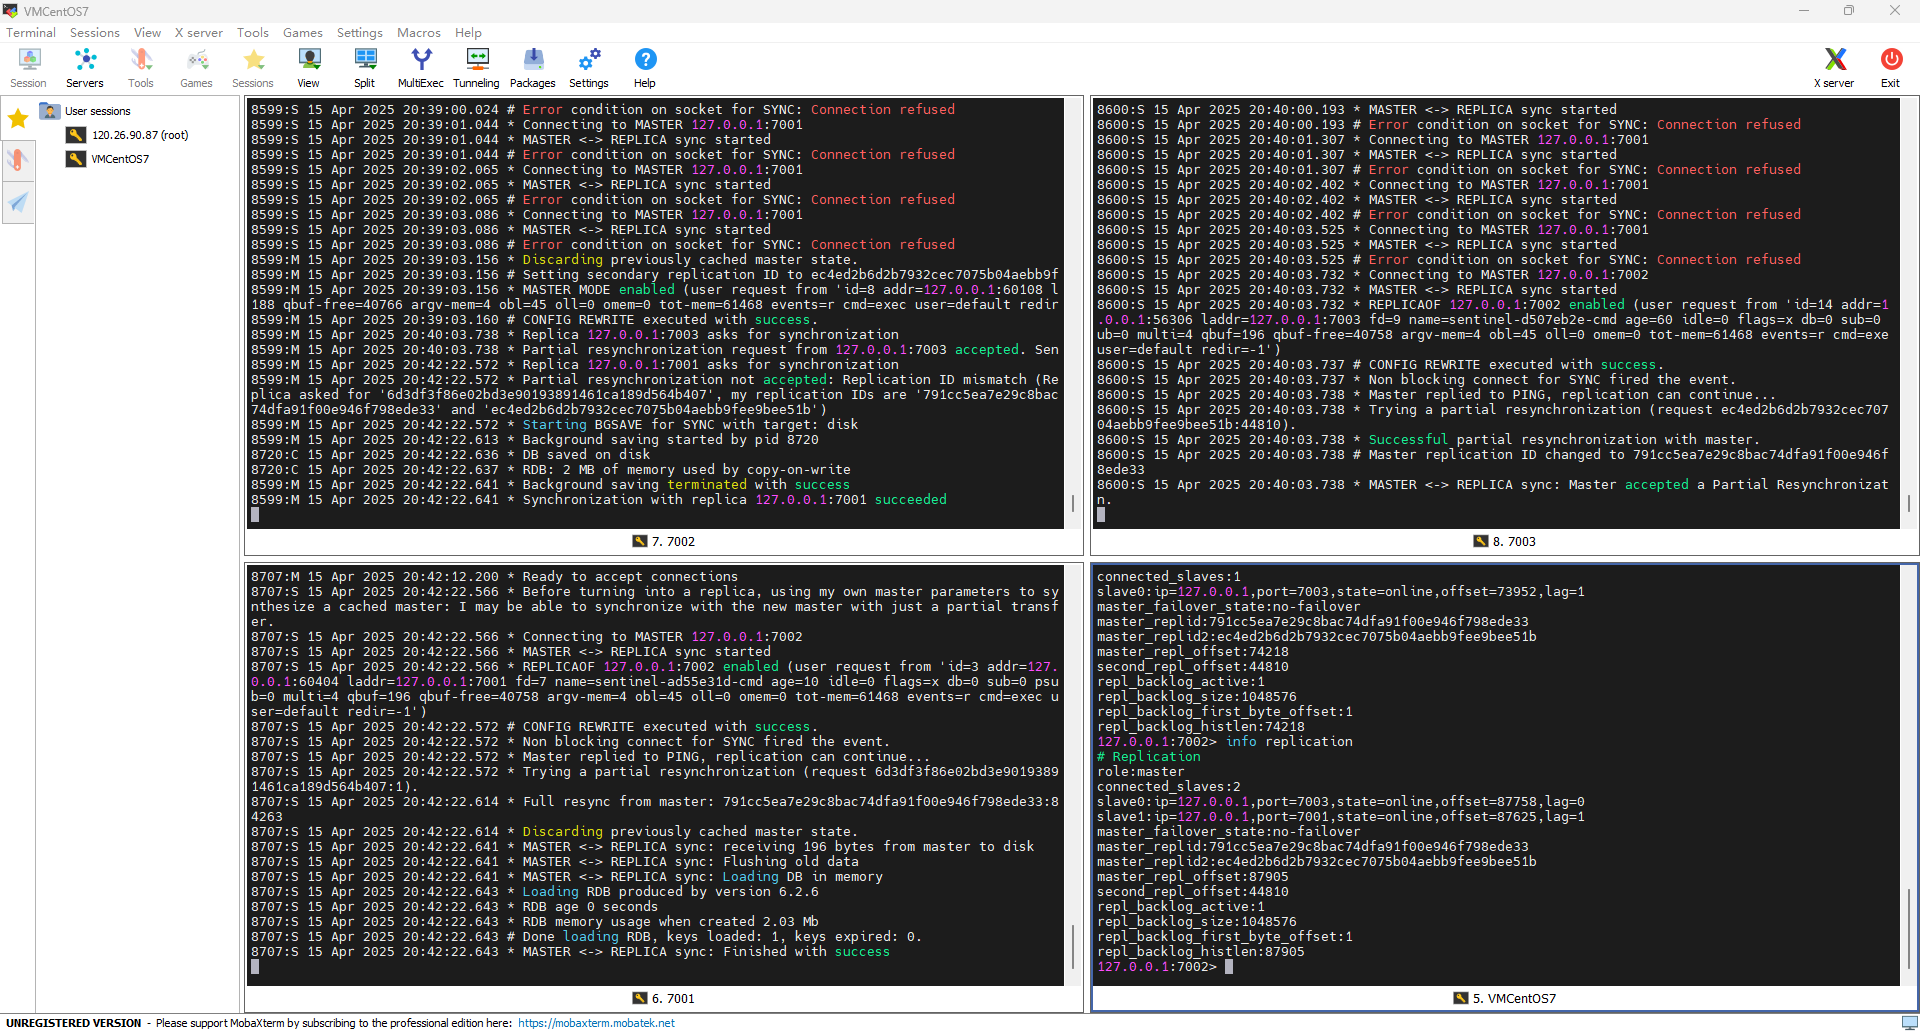 VMCentOS7
Terminal Sessions View X server Tools Games Settings Macros Help
Session Servers Tools Games Sessions View Split MultiExec Tunneling Packages Settings Help X server Exit
User sessions
120.26.90.87 (root)
VMCentOS7
8599:S 15 Apr 2025 20:39:00.024 # Error condition on socket for SYNC: Connection refused
8599:S 15 Apr 2025 20:39:01.044 * Connecting to MASTER 127.0.0.1:7001
8599:S 15 Apr 2025 20:39:01.044 * MASTER <-> REPLICA sync started
8599:S 15 Apr 2025 20:39:01.044 # Error condition on socket for SYNC: Connection refused
8599:S 15 Apr 2025 20:39:02.065 * Connecting to MASTER 127.0.0.1:7001
8599:S 15 Apr 2025 20:39:02.065 * MASTER <-> REPLICA sync started
8599:S 15 Apr 2025 20:39:02.065 # Error condition on socket for SYNC: Connection refused
8599:S 15 Apr 2025 20:39:03.086 * Connecting to MASTER 127.0.0.1:7001
8599:S 15 Apr 2025 20:39:03.086 * MASTER <-> REPLICA sync started
8599:S 15 Apr 2025 20:39:03.086 # Error condition on socket for SYNC: Connection refused
8599:M 15 Apr 2025 20:39:03.156 * Discarding previously cached master state.
8599:M 15 Apr 2025 20:39:03.156 # Setting secondary replication ID to ec4ed2b6d2b7932cec7075b04aebb9f
8599:M 15 Apr 2025 20:39:03.156 * MASTER MODE enabled (user request from 'id=8 addr=127.0.0.1:60108 l
188 qbuf-free=40766 argv-mem=4 obl=45 oll=0 omem=0 tot-mem=61468 events=r cmd=exec user=default redir
8599:M 15 Apr 2025 20:39:03.160 # CONFIG REWRITE executed with success.
8599:M 15 Apr 2025 20:40:03.738 * Replica 127.0.0.1:7003 asks for synchronization
8599:M 15 Apr 2025 20:40:03.738 * Partial resynchronization request from 127.0.0.1:7003 accepted. Sen
8599:M 15 Apr 2025 20:42:22.572 * Replica 127.0.0.1:7001 asks for synchronization
8599:M 15 Apr 2025 20:42:22.572 * Partial resynchronization not accepted: Replication ID mismatch (Re
plica asked for '6d3df3f86e02bd3e90193891461ca189d564b407', my replication IDs are '791cc5ea7e29c8bac
74dfa91f00e946f798ede33' and 'ec4ed2b6d2b7932cec7075b04aebb9fee9bee51b')
8599:M 15 Apr 2025 20:42:22.572 * Starting BGSAVE for SYNC with target: disk
8599:M 15 Apr 2025 20:42:22.613 * Background saving started by pid 8720
8720:C 15 Apr 2025 20:42:22.636 * DB saved on disk
8720:C 15 Apr 2025 20:42:22.637 * RDB: 2 MB of memory used by copy-on-write
8599:M 15 Apr 2025 20:42:22.641 * Background saving terminated with success
8599:M 15 Apr 2025 20:42:22.641 * Synchronization with replica 127.0.0.1:7001 succeeded
7. 7002
8600:S 15 Apr 2025 20:40:00.193 * MASTER <-> REPLICA sync started
8600:S 15 Apr 2025 20:40:00.193 # Error condition on socket for SYNC: Connection refused
8600:S 15 Apr 2025 20:40:01.307 * Connecting to MASTER 127.0.0.1:7001
8600:S 15 Apr 2025 20:40:01.307 * MASTER <-> REPLICA sync started
8600:S 15 Apr 2025 20:40:01.307 # Error condition on socket for SYNC: Connection refused
8600:S 15 Apr 2025 20:40:02.402 * Connecting to MASTER 127.0.0.1:7001
8600:S 15 Apr 2025 20:40:02.402 * MASTER <-> REPLICA sync started
8600:S 15 Apr 2025 20:40:02.402 # Error condition on socket for SYNC: Connection refused
8600:S 15 Apr 2025 20:40:03.525 * Connecting to MASTER 127.0.0.1:7001
8600:S 15 Apr 2025 20:40:03.525 * MASTER <-> REPLICA sync started
8600:S 15 Apr 2025 20:40:03.525 # Error condition on socket for SYNC: Connection refused
8600:S 15 Apr 2025 20:40:03.732 * Connecting to MASTER 127.0.0.1:7002
8600:S 15 Apr 2025 20:40:03.732 * MASTER <-> REPLICA sync started
8600:S 15 Apr 2025 20:40:03.732 * REPLICAOF 127.0.0.1:7002 enabled (user request from 'id=14 addr=1
.0.0.1:56306 laddr=127.0.0.1:7003 fd=9 name=sentinel-d507eb2e-cmd age=60 idle=0 flags=x db=0 sub=0
ub=0 multi=4 qbuf=196 qbuf-free=40758 argv-mem=4 obl=45 oll=0 omem=0 tot-mem=61468 events=r cmd=exe
user=default redir=-1')
8600:S 15 Apr 2025 20:40:03.737 # CONFIG REWRITE executed with success.
8600:S 15 Apr 2025 20:40:03.737 * Non blocking connect for SYNC fired the event.
8600:S 15 Apr 2025 20:40:03.738 * Master replied to PING, replication can continue...
8600:S 15 Apr 2025 20:40:03.738 * Trying a partial resynchronization (request ec4ed2b6d2b7932cec707
04aebb9fee9bee51b:44810).
8600:S 15 Apr 2025 20:40:03.738 * Successful partial resynchronization with master.
8600:S 15 Apr 2025 20:40:03.738 # Master replication ID changed to 791cc5ea7e29c8bac74dfa91f00e946f
8ede33
8600:S 15 Apr 2025 20:40:03.738 * MASTER <-> REPLICA sync: Master accepted a Partial Resynchronizat
n.
8. 7003
8707:M 15 Apr 2025 20:42:12.200 * Ready to accept connections
8707:S 15 Apr 2025 20:42:22.566 * Before turning into a replica, using my own master parameters to sy
nthesize a cached master: I may be able to synchronize with the new master with just a partial transf
er.
8707:S 15 Apr 2025 20:42:22.566 * Connecting to MASTER 127.0.0.1:7002
8707:S 15 Apr 2025 20:42:22.566 * MASTER <-> REPLICA sync started
8707:S 15 Apr 2025 20:42:22.566 * REPLICAOF 127.0.0.1:7002 enabled (user request from 'id=3 addr=127.
0.0.1:60404 laddr=127.0.0.1:7001 fd=7 name=sentinel-ad55e31d-cmd age=10 idle=0 flags=x db=0 sub=0 psu
b=0 multi=4 qbuf=196 qbuf-free=40758 argv-mem=4 obl=45 oll=0 omem=0 tot-mem=61468 events=r cmd=exec u
ser=default redir=-1')
8707:S 15 Apr 2025 20:42:22.572 # CONFIG REWRITE executed with success.
8707:S 15 Apr 2025 20:42:22.572 * Non blocking connect for SYNC fired the event.
8707:S 15 Apr 2025 20:42:22.572 * Master replied to PING, replication can continue...
8707:S 15 Apr 2025 20:42:22.572 * Trying a partial resynchronization (request 6d3df3f86e02bd3e9019389
1461ca189d564b407:1).
8707:S 15 Apr 2025 20:42:22.614 * Full resync from master: 791cc5ea7e29c8bac74dfa91f00e946f798ede33:8
4263
8707:S 15 Apr 2025 20:42:22.614 * Discarding previously cached master state.
8707:S 15 Apr 2025 20:42:22.641 * MASTER <-> REPLICA sync: receiving 196 bytes from master to disk
8707:S 15 Apr 2025 20:42:22.641 * MASTER <-> REPLICA sync: Flushing old data
8707:S 15 Apr 2025 20:42:22.641 * MASTER <-> REPLICA sync: Loading DB in memory
8707:S 15 Apr 2025 20:42:22.643 * Loading RDB produced by version 6.2.6
8707:S 15 Apr 2025 20:42:22.643 * RDB age 0 seconds
8707:S 15 Apr 2025 20:42:22.643 * RDB memory usage when created 2.03 Mb
8707:S 15 Apr 2025 20:42:22.643 # Done loading RDB, keys loaded: 1, keys expired: 0.
8707:S 15 Apr 2025 20:42:22.643 * MASTER <-> REPLICA sync: Finished with success
6. 7001
connected_slaves:1
slave0:ip=127.0.0.1,port=7003,state=online,offset=73952,lag=1
master_failover_state:no-failover
master_replid:791cc5ea7e29c8bac74dfa91f00e946f798ede33
master_replid2:ec4ed2b6d2b7932cec7075b04aebb9fee9bee51b
master_repl_offset:74218
second_repl_offset:44810
repl_backlog_active:1
repl_backlog_size:1048576
repl_backlog_first_byte_offset:1
repl_backlog_histlen:74218
127.0.0.1:7002> info replication
# Replication
role:master
connected_slaves:2
slave0:ip=127.0.0.1,port=7003,state=online,offset=87758,lag=0
slave1:ip=127.0.0.1,port=7001,state=online,offset=87625,lag=1
master_failover_state:no-failover
master_replid:791cc5ea7e29c8bac74dfa91f00e946f798ede33
master_replid2:ec4ed2b6d2b7932cec7075b04aebb9fee9bee51b
master_repl_offset:87905
second_repl_offset:44810
repl_backlog_active:1
repl_backlog_size:1048576
repl_backlog_first_byte_offset:1
repl_backlog_histlen:87905
127.0.0.1:7002>
5. VMCentOS7
UNREGISTERED VERSION - Please support MobaXterm by subscribing to the professional edition here: https://mobaxterm.mobatek.net